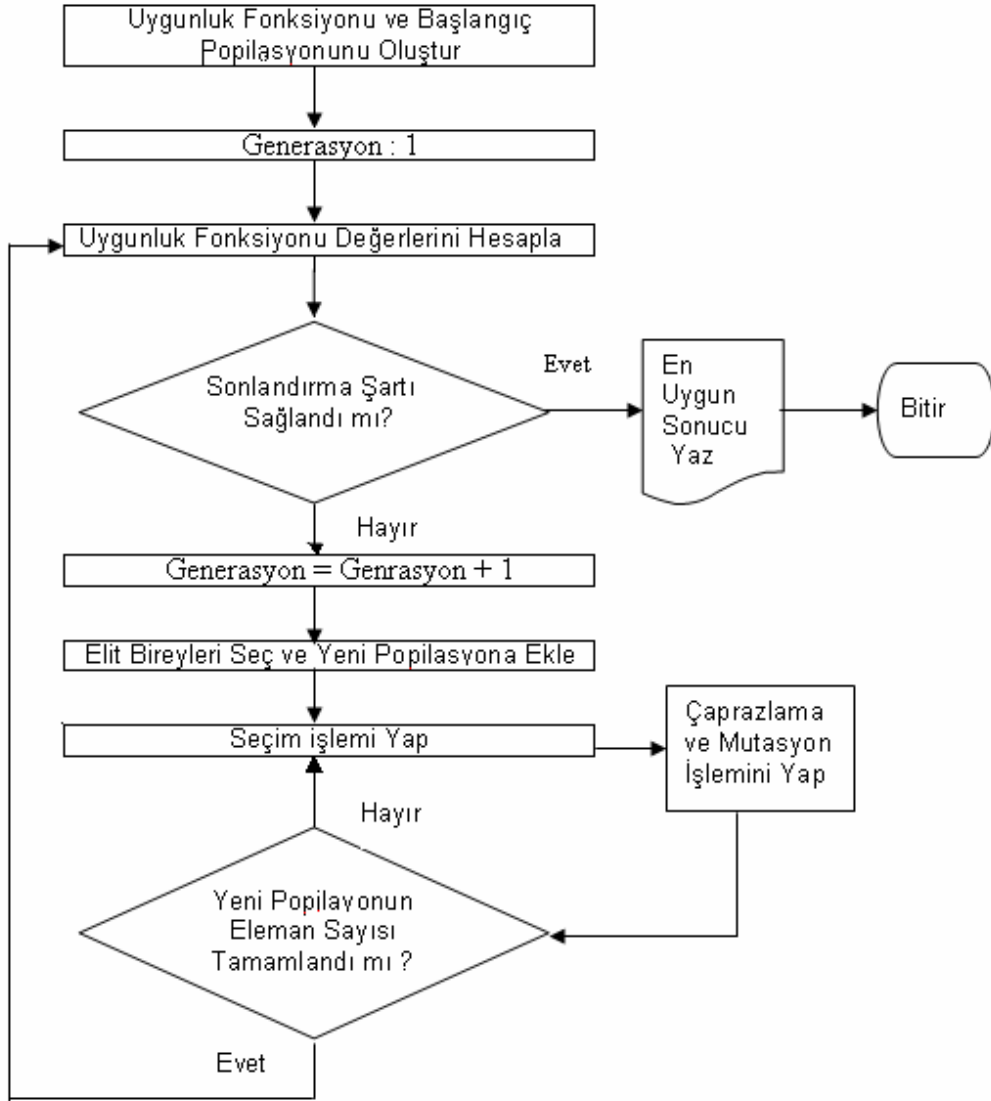 Uygunluk Fonksiyonu ve Başlangıç
Popilasyonunu Oluştur
Generasyon : 1
Uygunluk Fonksiyonu Değerlerini Hesapla
Sonlandırma Şartı
Sağlandı mı?
Evet
En
Uygun
Sonucu
Yaz
Bitir
Hayır
Generasyon = Genrasyon + 1
Elit Bireyleri Seç ve Yeni Popilasyona Ekle
Seçim işlemi Yap
Çaprazlama
ve Mutasyon
İşlemini Yap
Hayır
Yeni Popilayonun
Eleman Sayısı
Tamamlandı mı ?
Evet